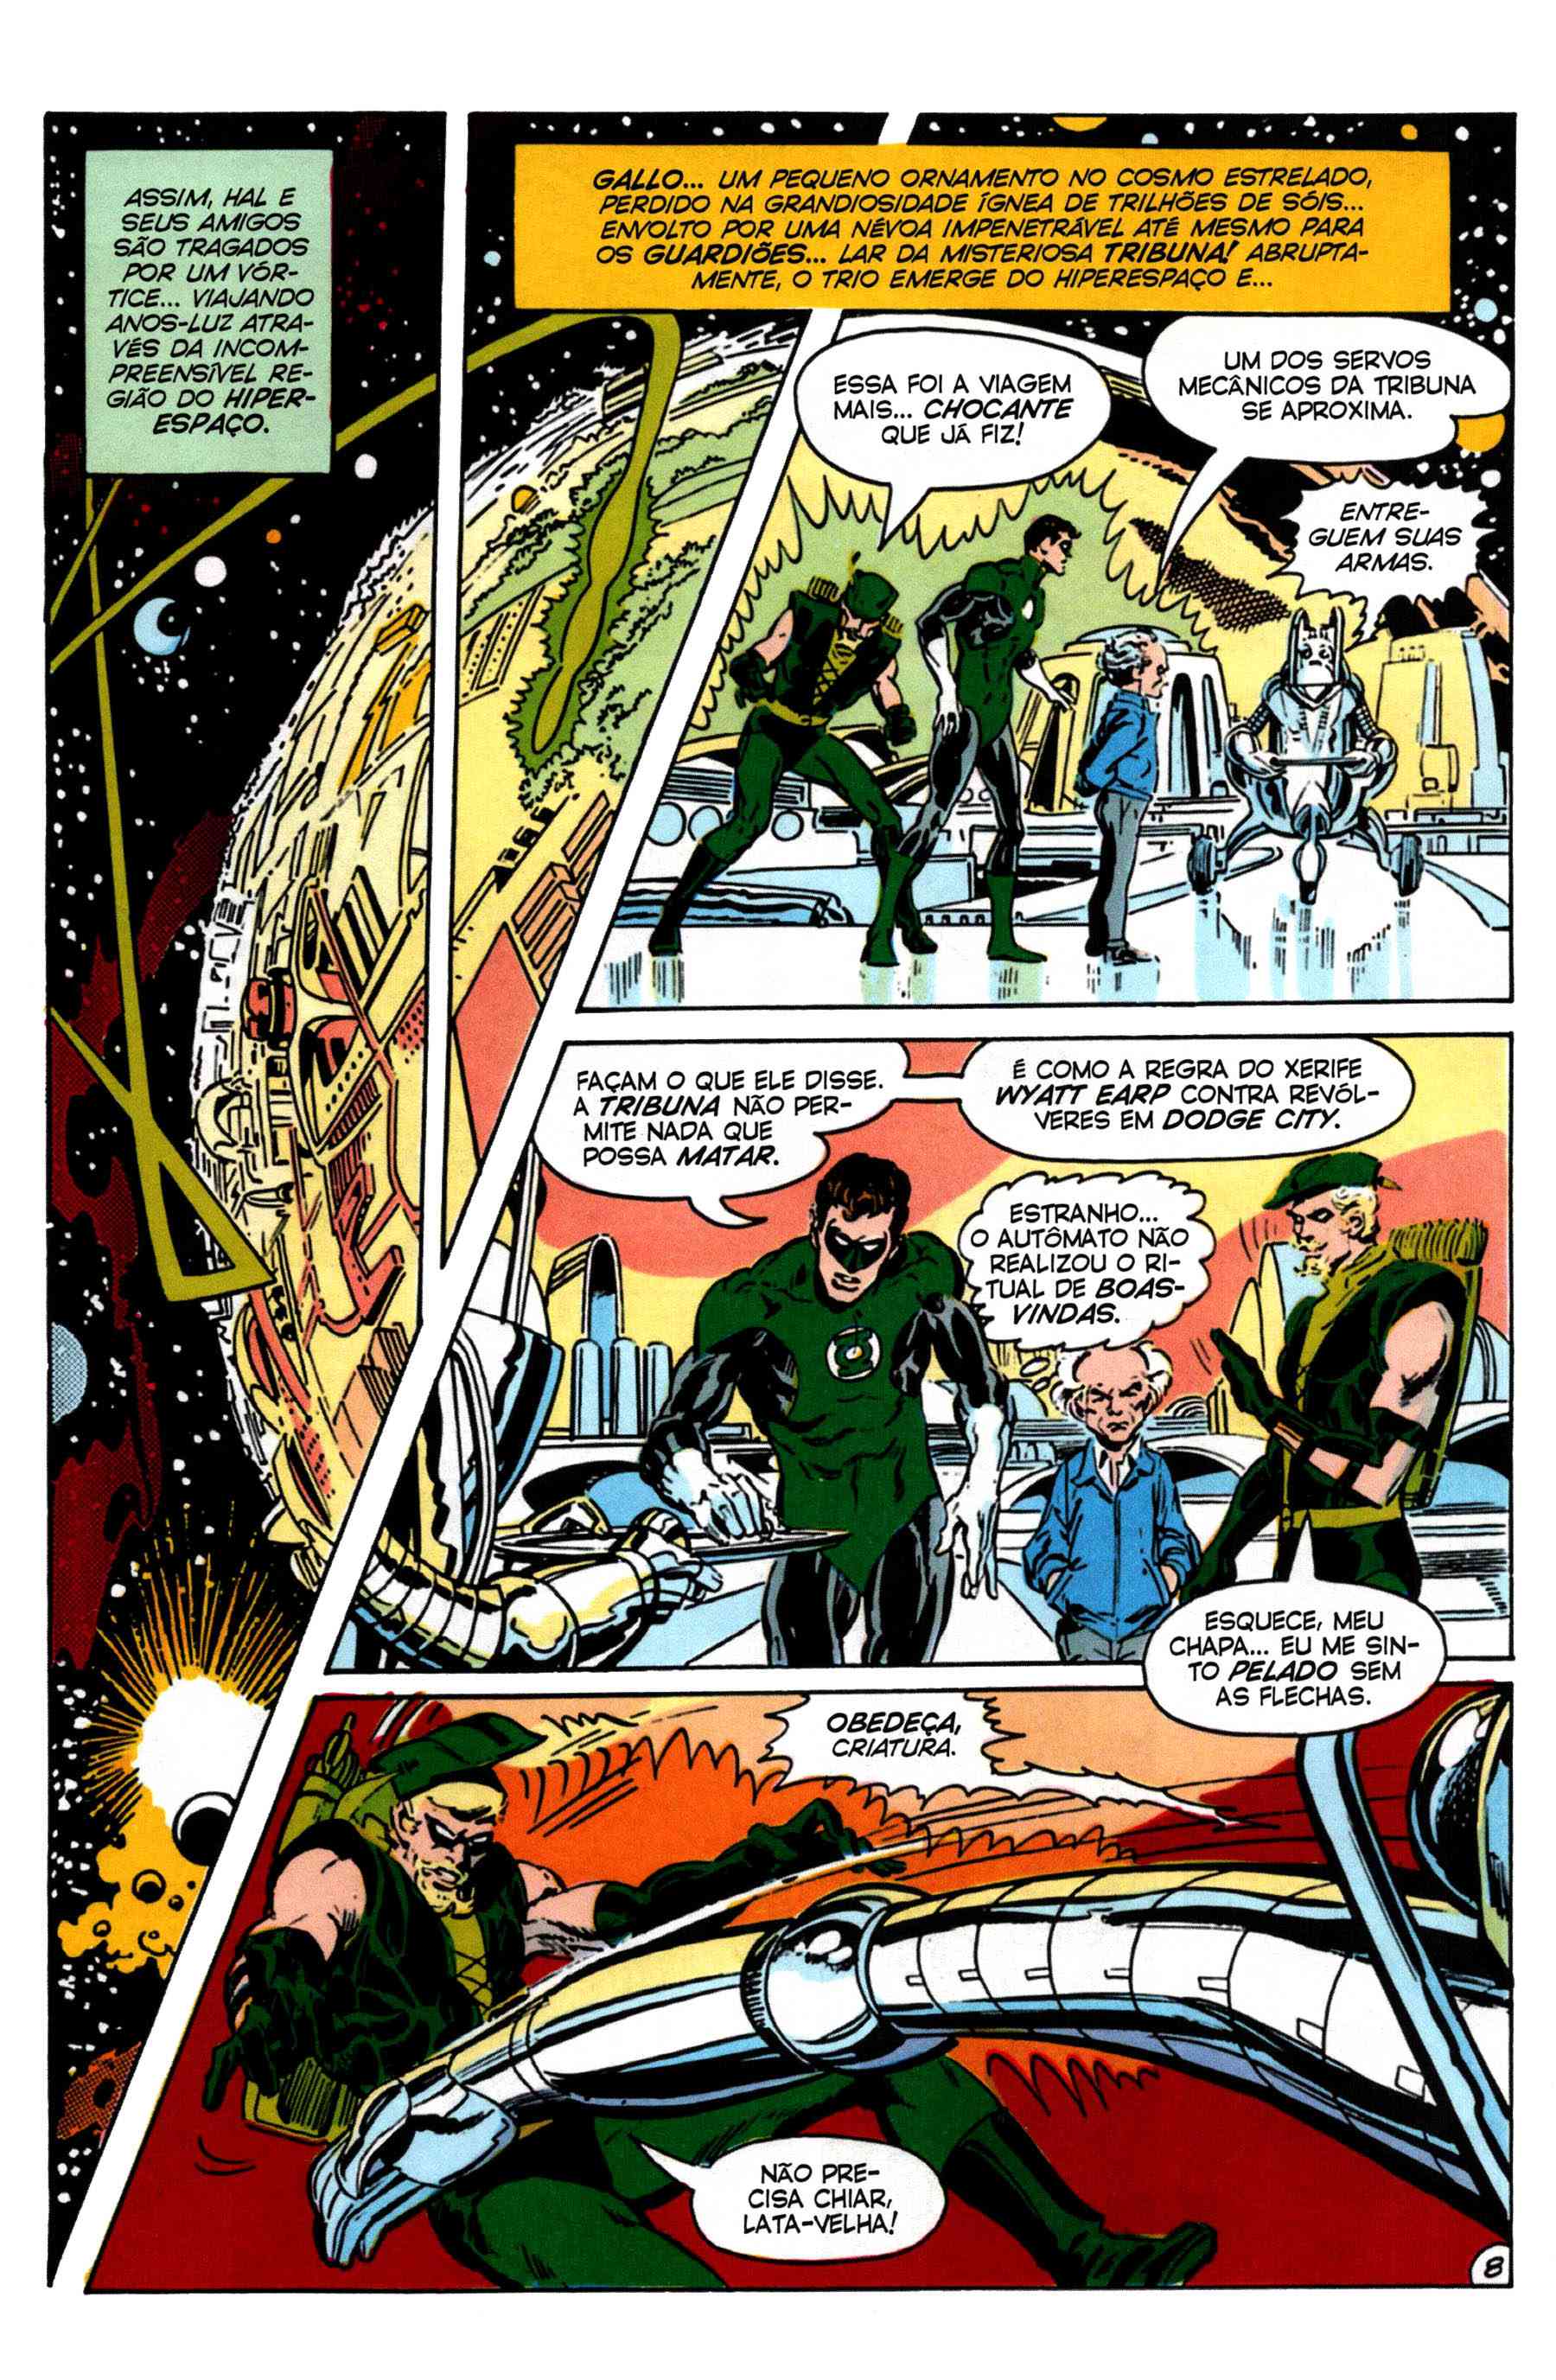 ASSIM, HAL E
SEUS AMIGOS
SÃO TRAGADOS
POR UM VÓR-
TICE... VIAJANDO
ANOS-LUZ ATRA-
VÉS DA INCOM-
PREENSÍVEL RE-
GIÃO DO HIPER-
ESPAÇO.
GALLO... UM PEQUENO ORNAMENTO NO COSMO ESTRELADO,
PERDIDO NA GRANDIOSIDADE ÍGNEA DE TRILHÕES DE SÓIS...
ENVOLTO POR UMA NÉVOA IMPENETRÁVEL ATÉ MESMO PARA
OS GUARDIÕES... LAR DA MISTERIOSA TRIBUNA! ABRUPTA-
MENTE, O TRIO EMERGE DO HIPERESPAÇO E...
ESSA FOI A VIAGEM
MAIS... CHOCANTE
QUE JÁ FIZ!
UM DOS SERVOS
MECÂNICOS DA TRIBUNA
SE APROXIMA.
ENTRE-
GUEM SUAS
ARMAS.
FAÇAM O QUE ELE DISSE.
A TRIBUNA NÃO PER-
MITE NADA QUE
POSSA MATAR.
É COMO A REGRA DO XERIFE
WYATT EARP CONTRA REVÓL-
VERES EM DODGE CITY.
ESTRANHO...
O AUTÔMATO NÃO
REALIZOU O RI-
TUAL DE BOAS-
VINDAS.
ESQUECE, MEU
CHAPA... EU ME SIN-
TO PELADO SEM
AS FLECHAS.
OBEDEÇA,
CRIATURA.
NÃO PRE-
CISA CHIAR,
LATA-VELHA!
8